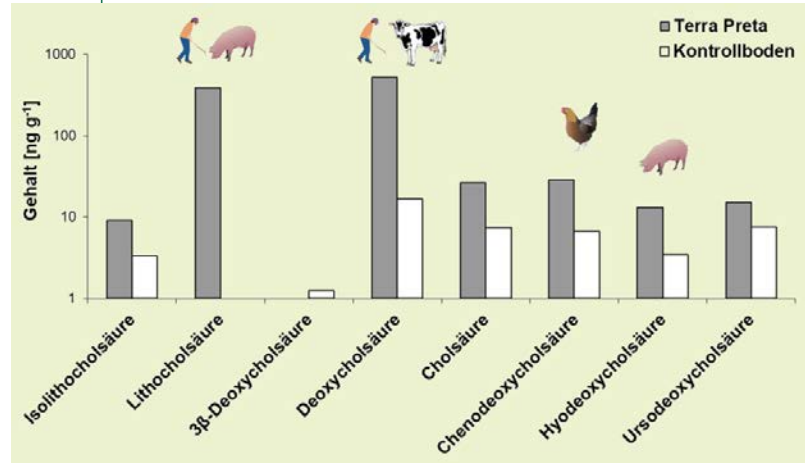 Terra Preta
Kontrollboden
Gehalt [ng g⁻¹]
1000
100
10
1
Isolithocholsäure
Lithocholsäure
3β-Deoxycholsäure
Deoxycholsäure
Cholsäure
Chenodeoxycholsäure
Hyodeoxycholsäure
Ursodeoxycholsäure